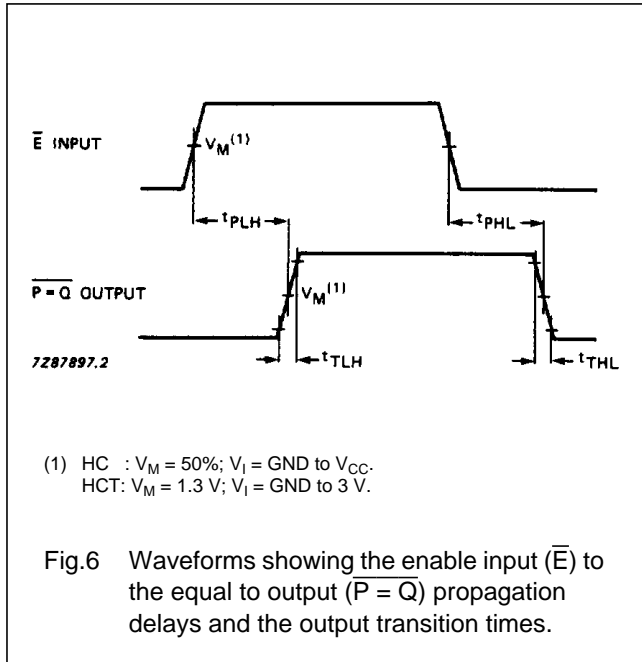 E̅ INPUT
V_M(1)
t_PLH
t_PHL
P̅ ̅=̅ ̅Q̅ OUTPUT
V_M(1)
7Z87897.2
t_TLH
t_THL
(1) HC : V_M = 50%; V_I = GND to V_CC.
HCT: V_M = 1.3 V; V_I = GND to 3 V.
Fig.6 Waveforms showing the enable input (E̅) to
the equal to output (P̅ ̅=̅ ̅Q̅) propagation
delays and the output transition times.